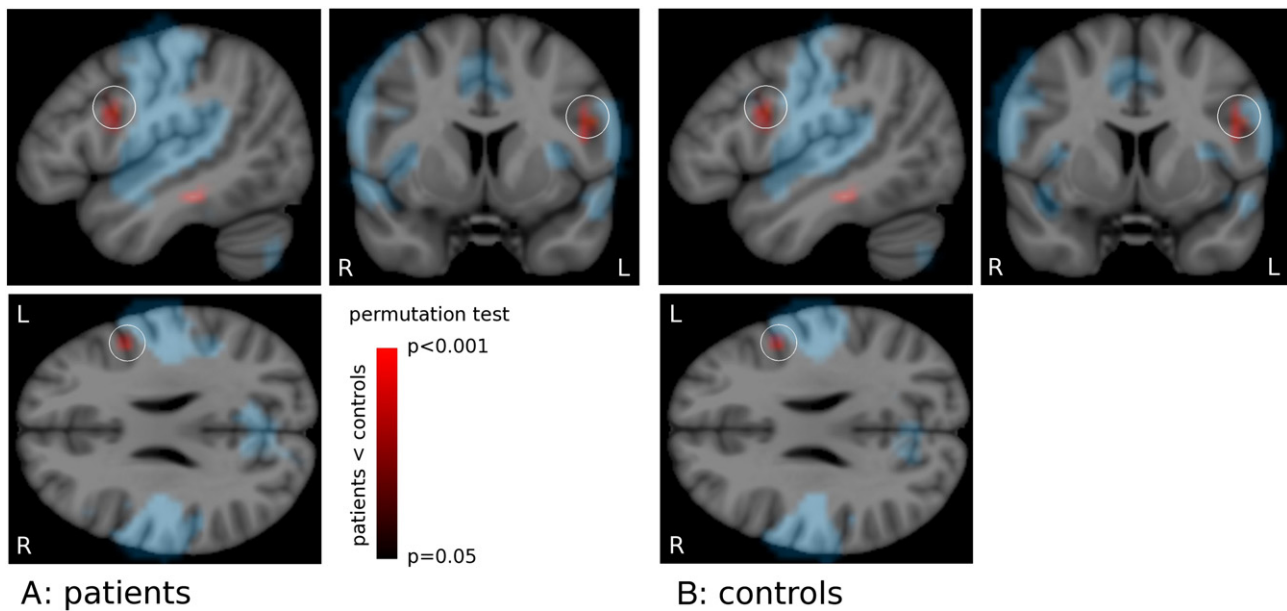 R
L
R
L
L
R
permutation test
p<0.001
patients < controls
p=0.05
L
R
A: patients
B: controls